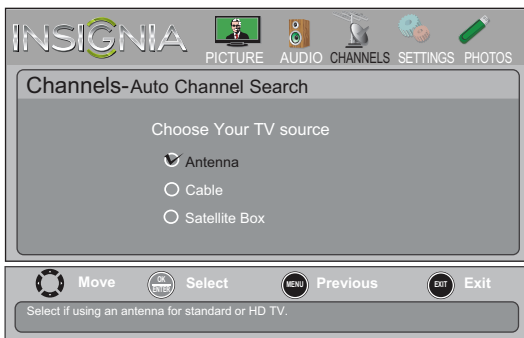 INSIGNIA
PICTURE AUDIO CHANNELS SETTINGS PHOTOS
Channels-Auto Channel Search
Choose Your TV source
Antenna
Cable
Satellite Box
Move OK ENTER Select MENU Previous EXIT Exit
Select if using an antenna for standard or HD TV.